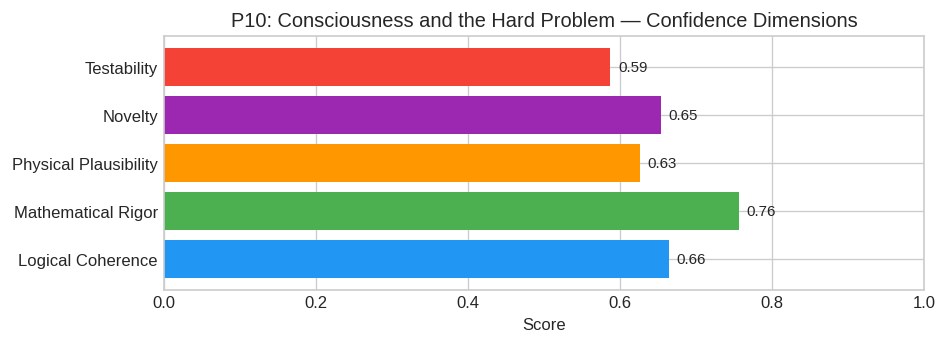 P10: Consciousness and the Hard Problem — Confidence Dimensions
Testability 0.59
Novelty 0.65
Physical Plausibility 0.63
Mathematical Rigor 0.76
Logical Coherence 0.66
0.0 0.2 0.4 0.6 0.8 1.0
Score